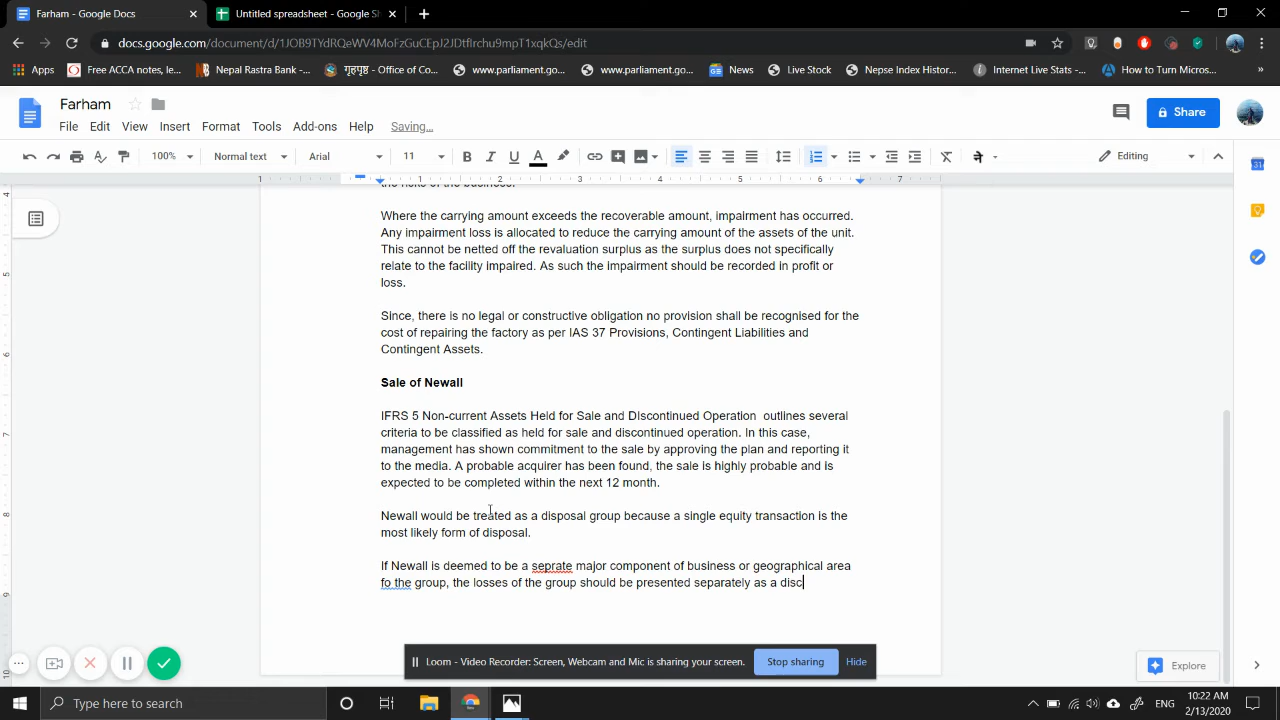 Farham - Google Docs
Untitled spreadsheet - Google Sh
docs.google.com/document/d/1JOB9TYdRQeWV4MoFzGuCEpJ2JDtfIrchu9mpT1xqkQs/edit
Apps
Free ACCA notes, le...
Nepal Rastra Bank -...
गृहपृष्ठ - Office of Co...
www.parliament.go...
www.parliament.go...
News
Live Stock
Nepse Index Histor...
Internet Live Stats -...
How to Turn Micros...
Farham
File Edit View Insert Format Tools Add-ons Help Saving...
Share
100% Normal text Arial 11 Editing
the risks of the business.
Where the carrying amount exceeds the recoverable amount, impairment has occurred.
Any impairment loss is allocated to reduce the carrying amount of the assets of the unit.
This cannot be netted off the revaluation surplus as the surplus does not specifically
relate to the facility impaired. As such the impairment should be recorded in profit or
loss.
Since, there is no legal or constructive obligation no provision shall be recognised for the
cost of repairing the factory as per IAS 37 Provisions, Contingent Liabilities and
Contingent Assets.
Sale of Newall
IFRS 5 Non-current Assets Held for Sale and DIscontinued Operation  outlines several
criteria to be classified as held for sale and discontinued operation. In this case,
management has shown commitment to the sale by approving the plan and reporting it
to the media. A probable acquirer has been found, the sale is highly probable and is
expected to be completed within the next 12 month.
Newall would be treated as a disposal group because a single equity transaction is the
most likely form of disposal.
If Newall is deemed to be a seprate major component of business or geographical area
fo the group, the losses of the group should be presented separately as a disc
Loom - Video Recorder: Screen, Webcam and Mic is sharing your screen.
Stop sharing
Hide
Explore
Type here to search
ENG
10:22 AM
2/13/2020